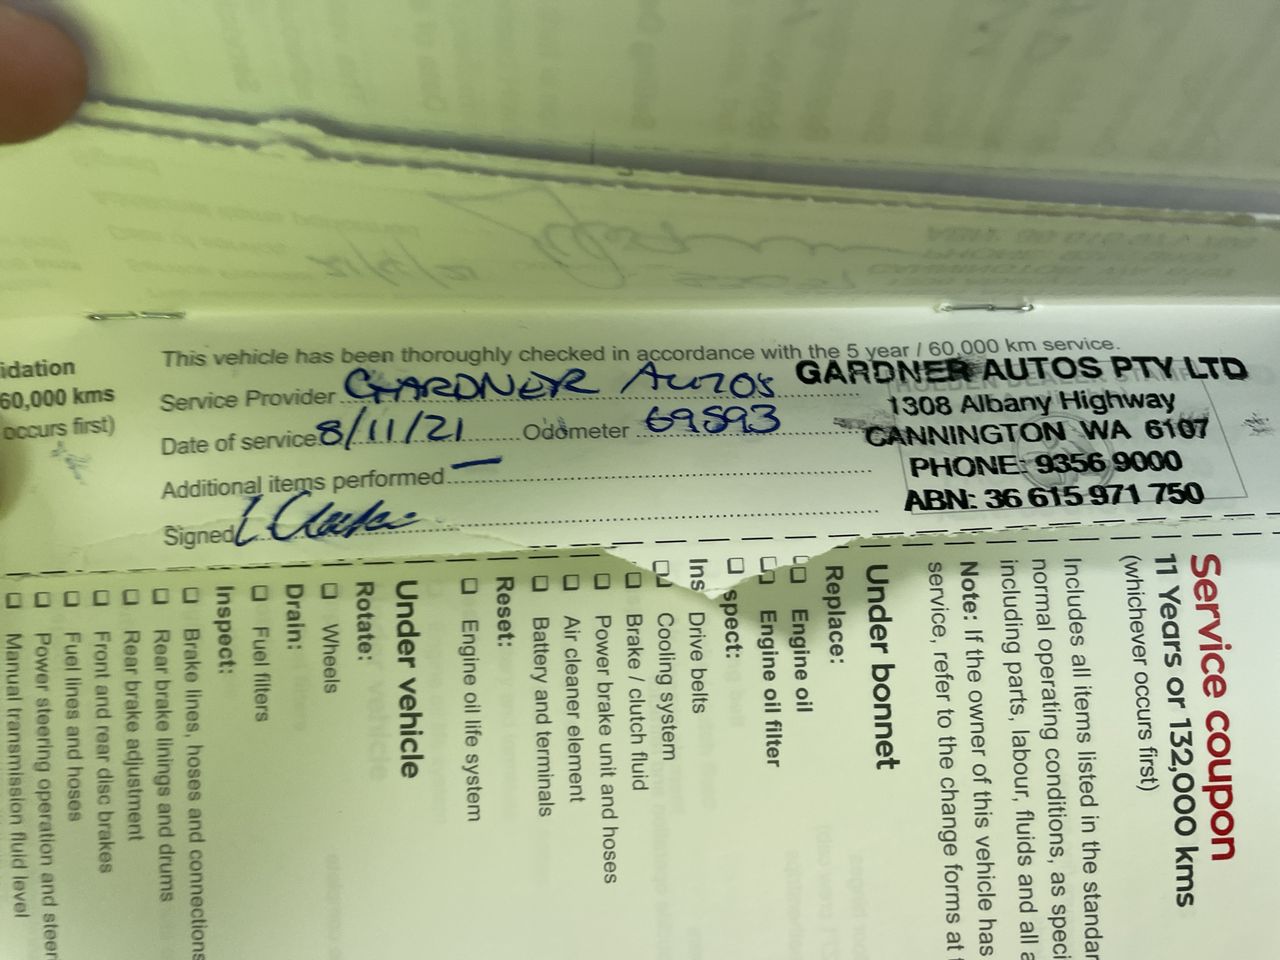 idation
60,000 kms
occurs first)
This vehicle has been thoroughly checked in accordance with the 5 year / 60,000 km service.
Service Provider GARDNER AUTOS
Date of service 8/11/21 Odometer 69593
Additional items performed —
Signed
GARDNER AUTOS PTY LTD
1308 Albany Highway
CANNINGTON WA 6107
PHONE: 9356 9000
ABN: 36 615 971 750
Service coupon
11 Years or 132,000 kms
(whichever occurs first)
Includes all items listed in the standar
normal operating conditions, as speci
including parts, labour, fluids and all a
Note: If the owner of this vehicle has
service, refer to the change forms at t
Under bonnet
Replace:
❑ Engine oil
❑ Engine oil filter
❑ spect:
Ins Drive belts
❑ Cooling system
❑ Brake / clutch fluid
❑ Power brake unit and hoses
❑ Air cleaner element
❑ Battery and terminals
Reset:
❑ Engine oil life system
Under vehicle
Rotate:
❑ Wheels
Drain:
❑ Fuel filters
Inspect:
❑ Brake lines, hoses and connections
❑ Rear brake linings and drums
❑ Rear brake adjustment
❑ Front and rear disc brakes
❑ Fuel lines and hoses
❑ Power steering operation and steer
❑ Manual transmission fluid level